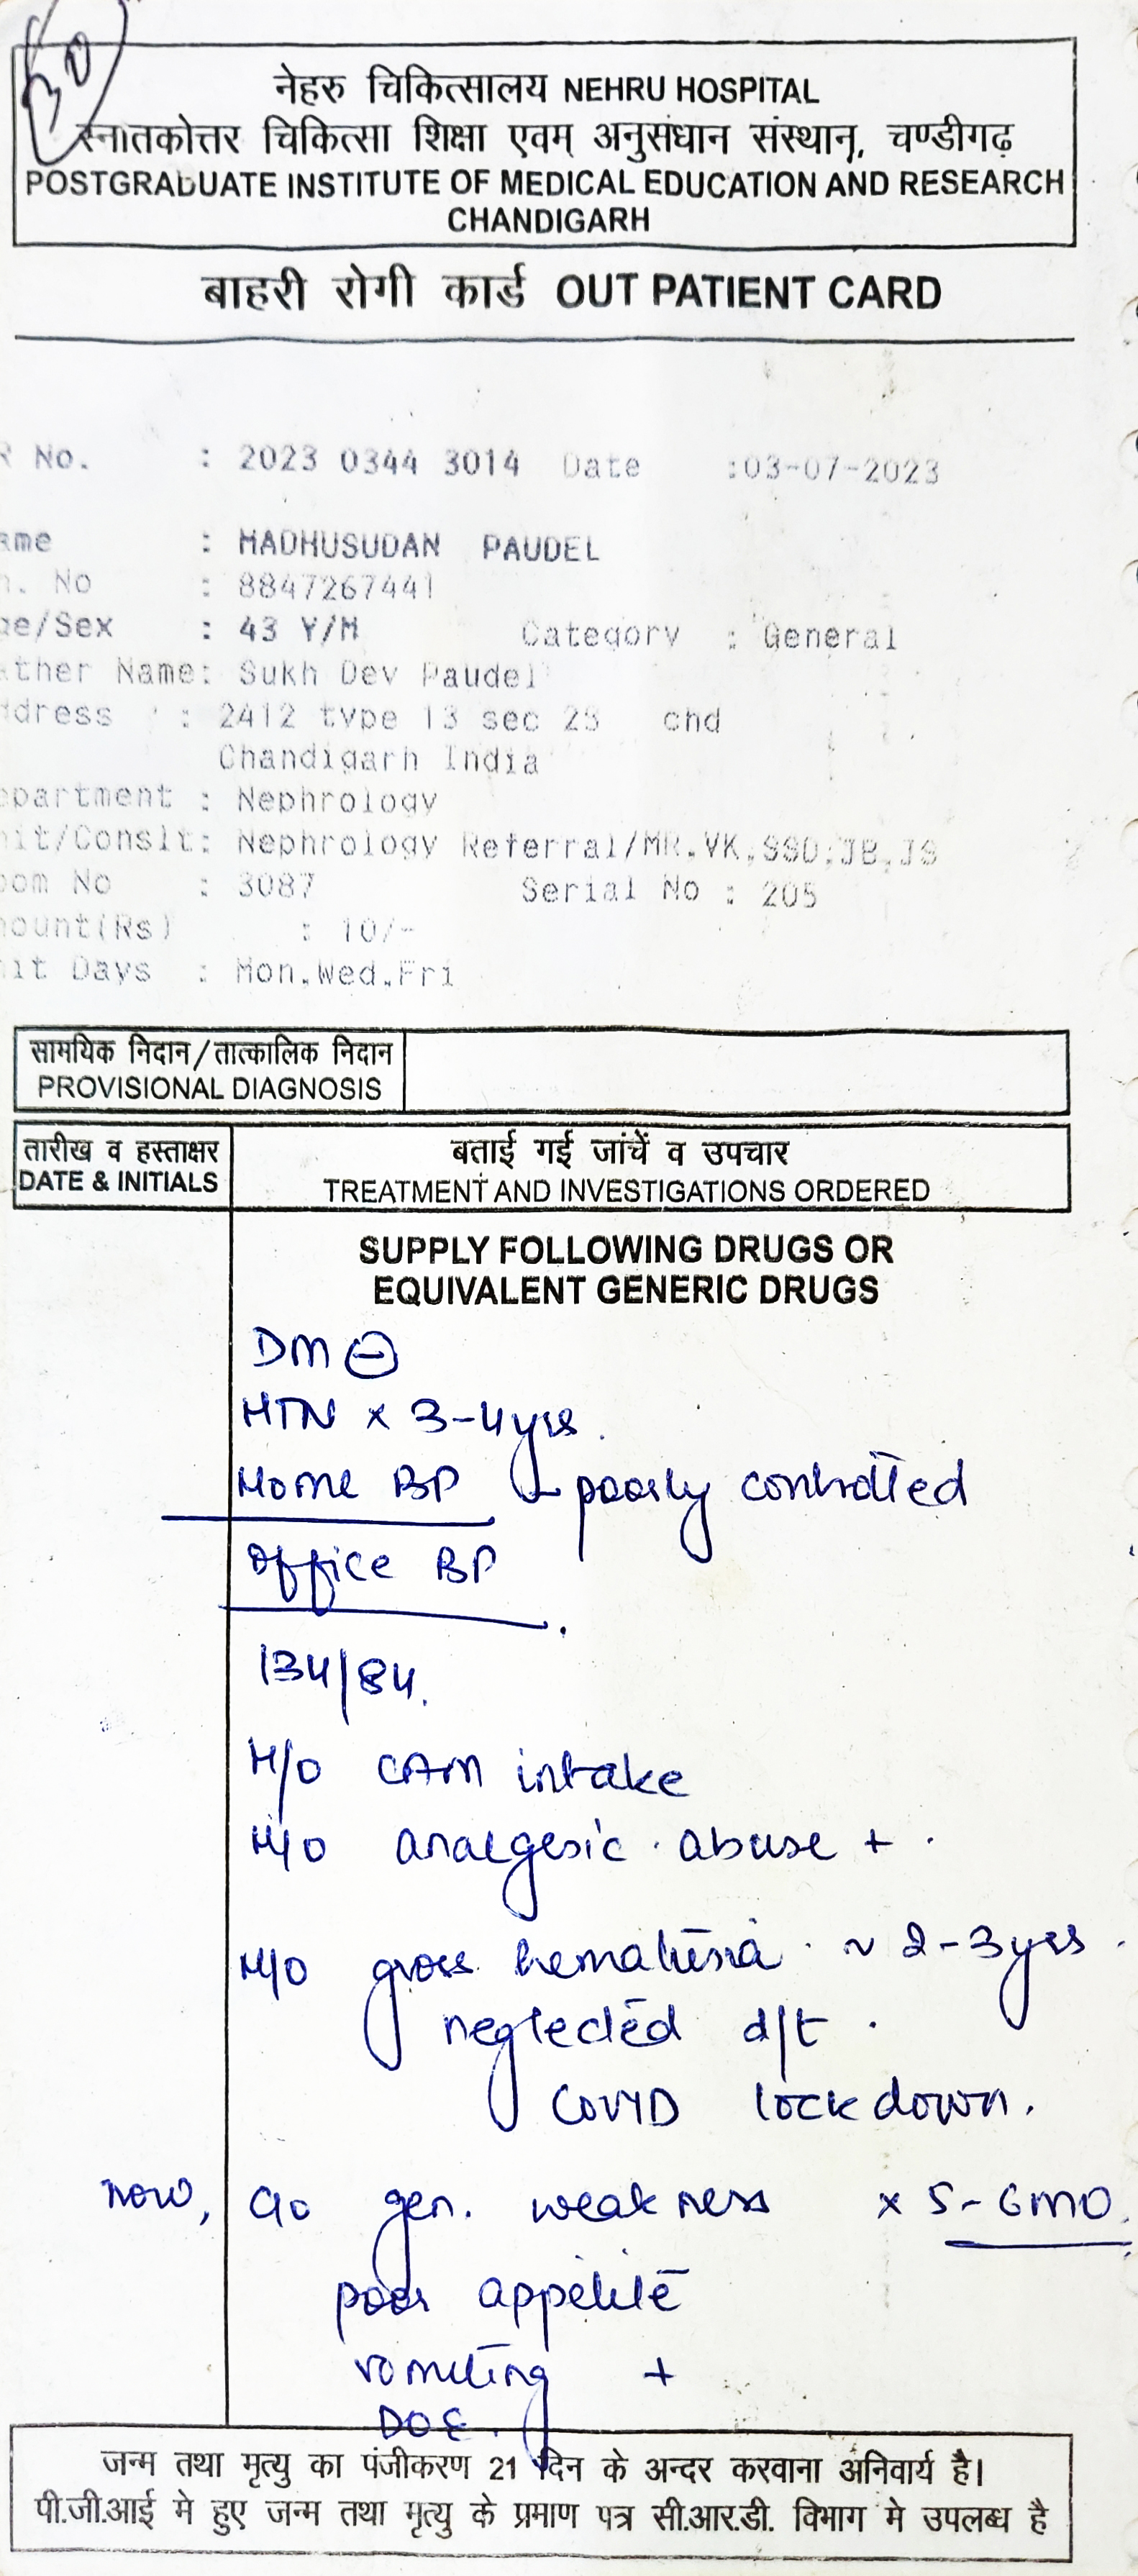 नेहरु चिकित्सालय NEHRU HOSPITAL
स्नातकोत्तर चिकित्सा शिक्षा एवम् अनुसंधान संस्थान, चण्डीगढ़
POSTGRADUATE INSTITUTE OF MEDICAL EDUCATION AND RESEARCH
CHANDIGARH
बाहरी रोगी कार्ड OUT PATIENT CARD
R No. : 2023 0344 3014 Date :03-07-2023
ame : MADHUSUDAN PAUDEL
h. No : 8847267441
ge/Sex : 43 Y/M Category : General
ather Name: Sukh Dev Paudel
ddress : 2412 type 13 sec 25 chd
Chandigarh India
epartment : Nephrology
nit/Conslt: Nephrology Referral/MR,VK,SSD,JB,JS
oom No : 3087 Serial No : 205
mount(Rs) : 10/-
nit Days : Mon,Wed,Fri
सामयिक निदान/तात्कालिक निदान
PROVISIONAL DIAGNOSIS
तारीख व हस्ताक्षर
DATE & INITIALS
बताई गई जांचें व उपचार
TREATMENT AND INVESTIGATIONS ORDERED
SUPPLY FOLLOWING DRUGS OR
EQUIVALENT GENERIC DRUGS
DM ⊖
HTN x 3-4yrs.
Home BP poorly controlled
Office BP
134/84.
H/O CAM intake
H/O analgesic abuse +
H/O gross hematuria ~ 2-3yrs.
neglected d/t
COVID lockdown.
now, c/o gen. weakness x 5-6mo.
poor appetite
vomiting +
DOE.
जन्म तथा मृत्यु का पंजीकरण 21 दिन के अन्दर करवाना अनिवार्य है।
पी.जी.आई मे हुए जन्म तथा मृत्यु के प्रमाण पत्र सी.आर.डी. विभाग मे उपलब्ध है